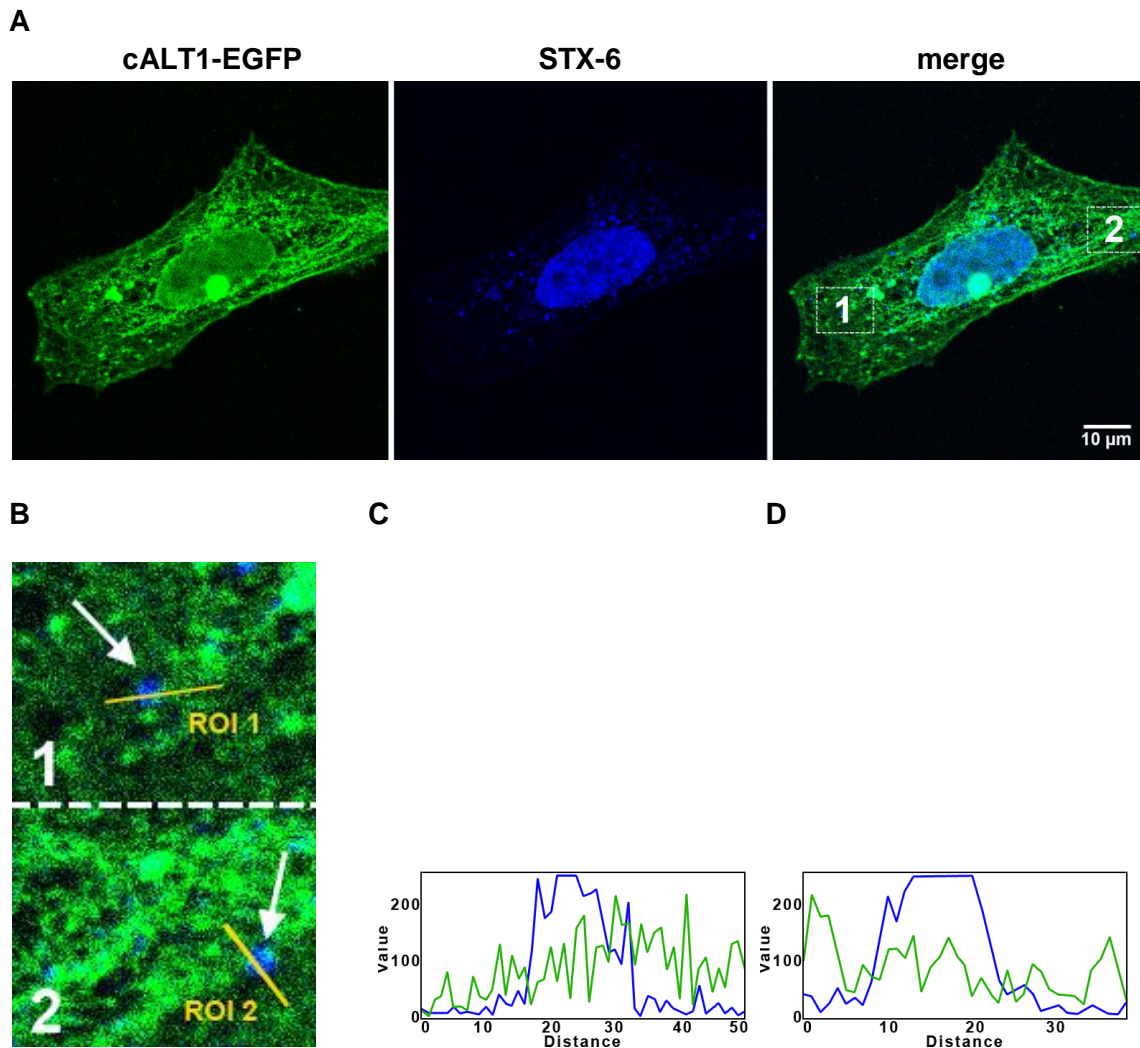 A
cALT1-EGFP STX-6 merge
1
2
10 µm
B C D
ROI 1
1
ROI 2
2
Value
200
100
0
0 10 20 30 40 50
Distance
Value
200
100
0
10 20 30
Distance